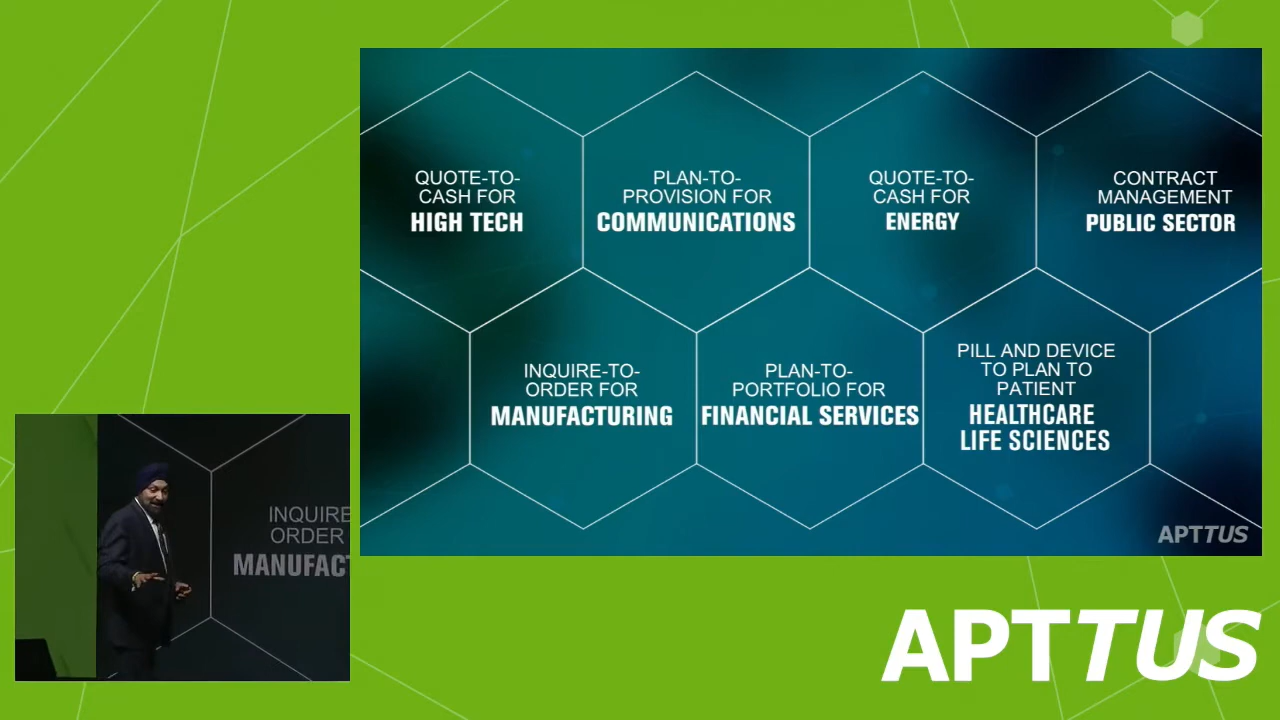 QUOTE-TO-
CASH FOR
HIGH TECH
PLAN-TO-
PROVISION FOR
COMMUNICATIONS
QUOTE-TO-
CASH FOR
ENERGY
CONTRACT
MANAGEMENT
PUBLIC SECTOR
INQUIRE-TO-
ORDER FOR
MANUFACTURING
PLAN-TO-
PORTFOLIO FOR
FINANCIAL SERVICES
PILL AND DEVICE
TO PLAN TO
PATIENT
HEALTHCARE
LIFE SCIENCES
APTTUS
INQUIRE
ORDER
MANUFACT
APTTUS